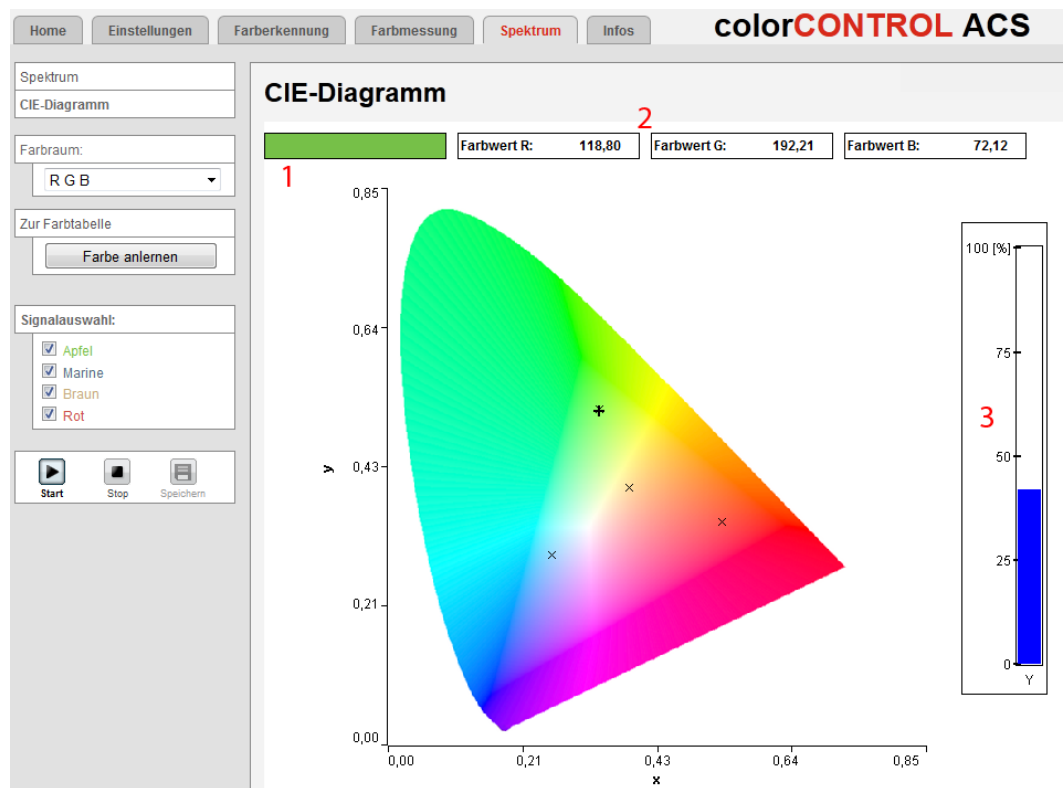 Home Einstellungen Farberkennung Farbmessung Spektrum Infos colorCONTROL ACS
Spektrum
CIE-Diagramm
Farbraum:
R G B
Zur Farbtabelle
Farbe anlernen
Signalauswahl:
Apfel
Marine
Braun
Rot
Start Stop Speichern
CIE-Diagramm
2
Farbwert R: 118,80 Farbwert G: 192,21 Farbwert B: 72,12
1
0,85
0,64
0,43
0,21
0,00
y
0,00 0,21 0,43 0,64 0,85
x
100 [%]
75
3
50
25
0
Y